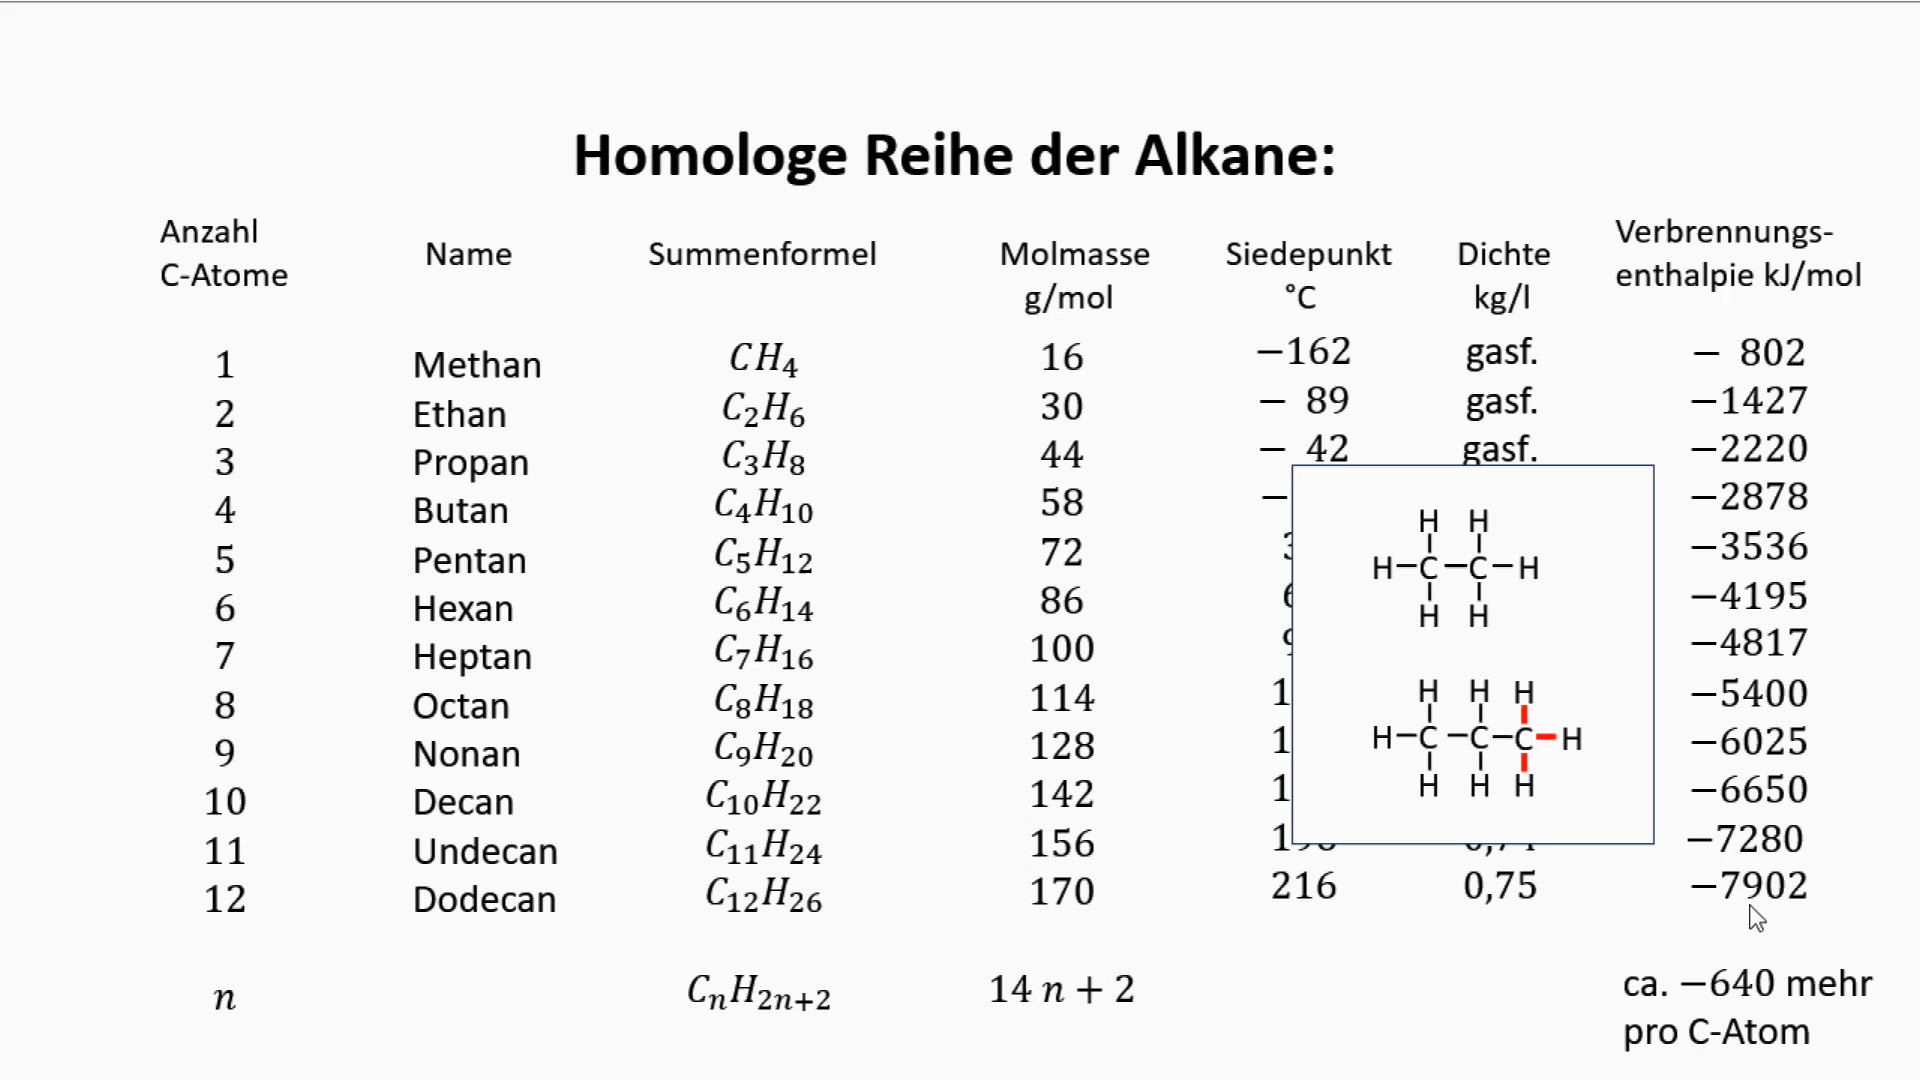 Homologe Reihe der Alkane:
Anzahl C-Atome Name Summenformel Molmasse g/mol Siedepunkt °C Dichte kg/l Verbrennungs-enthalpie kJ/mol
1 Methan CH₄ 16 −162 gasf. − 802
2 Ethan C₂H₆ 30 − 89 gasf. −1427
3 Propan C₃H₈ 44 − 42 gasf. −2220
4 Butan C₄H₁₀ 58 −2878
5 Pentan C₅H₁₂ 72 −3536
6 Hexan C₆H₁₄ 86 −4195
7 Heptan C₇H₁₆ 100 −4817
8 Octan C₈H₁₈ 114 −5400
9 Nonan C₉H₂₀ 128 −6025
10 Decan C₁₀H₂₂ 142 −6650
11 Undecan C₁₁H₂₄ 156 −7280
12 Dodecan C₁₂H₂₆ 170 216 0,75 −7902
n CₙH₂ₙ₊₂ 14 n + 2 ca. −640 mehr
pro C-Atom
H H
H−C−C−H
H H
H H H
H−C−C−C−H
H H H